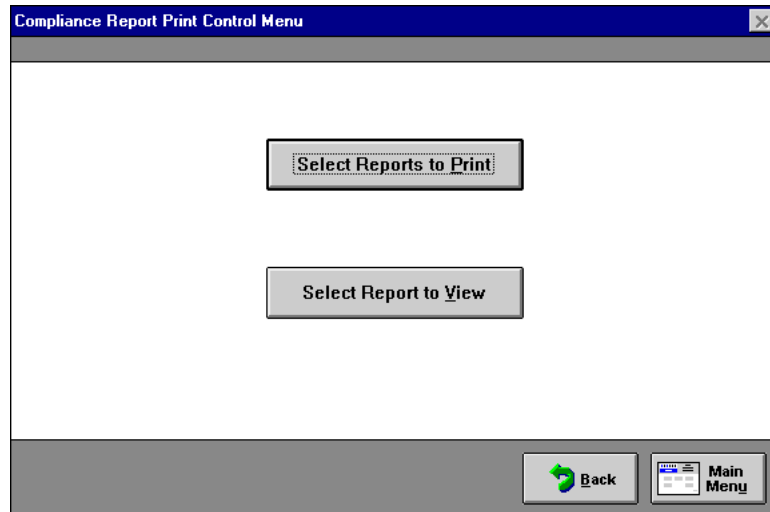 Compliance Report Print Control Menu
Select Reports to Print
Select Report to View
Back
Main
Menu